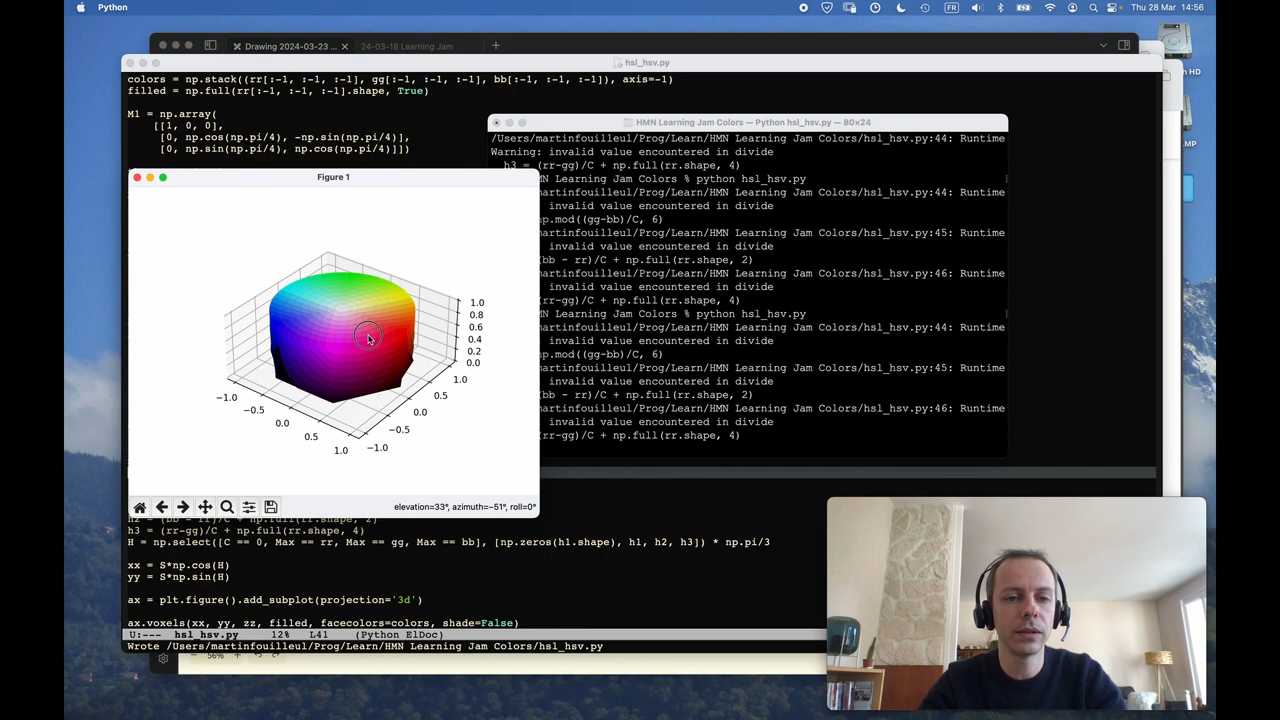 Python
FR
Thu 28 Mar 14:56
Drawing 2024-03-23 ...
24-03-18 Learning Jam
hsl_hsv.py
HD
colors = np.stack((rr[:-1, :-1, :-1], gg[:-1, :-1, :-1], bb[:-1, :-1, :-1]), axis=-1)
filled = np.full(rr[:-1, :-1, :-1].shape, True)
M1 = np.array(
[[1, 0, 0],
[0, np.cos(np.pi/4), -np.sin(np.pi/4)],
[0, np.sin(np.pi/4), np.cos(np.pi/4)]])
HMN Learning Jam Colors — Python hsl_hsv.py — 80×24
/Users/martinfouilleul/Prog/Learn/HMN Learning Jam Colors/hsl_hsv.py:44: Runtime
Warning: invalid value encountered in divide
h3 = (rr-gg)/C + np.full(rr.shape, 4)
MN Learning Jam Colors % python hsl_hsv.py
martinfouilleul/Prog/Learn/HMN Learning Jam Colors/hsl_hsv.py:44: Runtime
invalid value encountered in divide
np.mod((gg-bb)/C, 6)
martinfouilleul/Prog/Learn/HMN Learning Jam Colors/hsl_hsv.py:45: Runtime
invalid value encountered in divide
(bb - rr)/C + np.full(rr.shape, 2)
martinfouilleul/Prog/Learn/HMN Learning Jam Colors/hsl_hsv.py:46: Runtime
invalid value encountered in divide
(rr-gg)/C + np.full(rr.shape, 4)
MN Learning Jam Colors % python hsl_hsv.py
martinfouilleul/Prog/Learn/HMN Learning Jam Colors/hsl_hsv.py:44: Runtime
invalid value encountered in divide
np.mod((gg-bb)/C, 6)
martinfouilleul/Prog/Learn/HMN Learning Jam Colors/hsl_hsv.py:45: Runtime
invalid value encountered in divide
(bb - rr)/C + np.full(rr.shape, 2)
martinfouilleul/Prog/Learn/HMN Learning Jam Colors/hsl_hsv.py:46: Runtime
invalid value encountered in divide
(rr-gg)/C + np.full(rr.shape, 4)
Figure 1
1.0
0.8
0.6
0.4
0.2
0.0
−1.0
−0.5
0.0
0.5
1.0
−1.0
−0.5
0.0
0.5
1.0
elevation=33°, azimuth=−51°, roll=0°
h2 = (bb - rr)/C + np.full(rr.shape, 2)
h3 = (rr-gg)/C + np.full(rr.shape, 4)
H = np.select([C == 0, Max == rr, Max == gg, Max == bb], [np.zeros(h1.shape), h1, h2, h3]) * np.pi/3
xx = S*np.cos(H)
yy = S*np.sin(H)
ax = plt.figure().add_subplot(projection='3d')
ax.voxels(xx, yy, zz, filled, facecolors=colors, shade=False)
U:--- hsl_hsv.py 12% L41 (Python ElDoc)
Wrote /Users/martinfouilleul/Prog/Learn/HMN Learning Jam Colors/hsl_hsv.py
56%